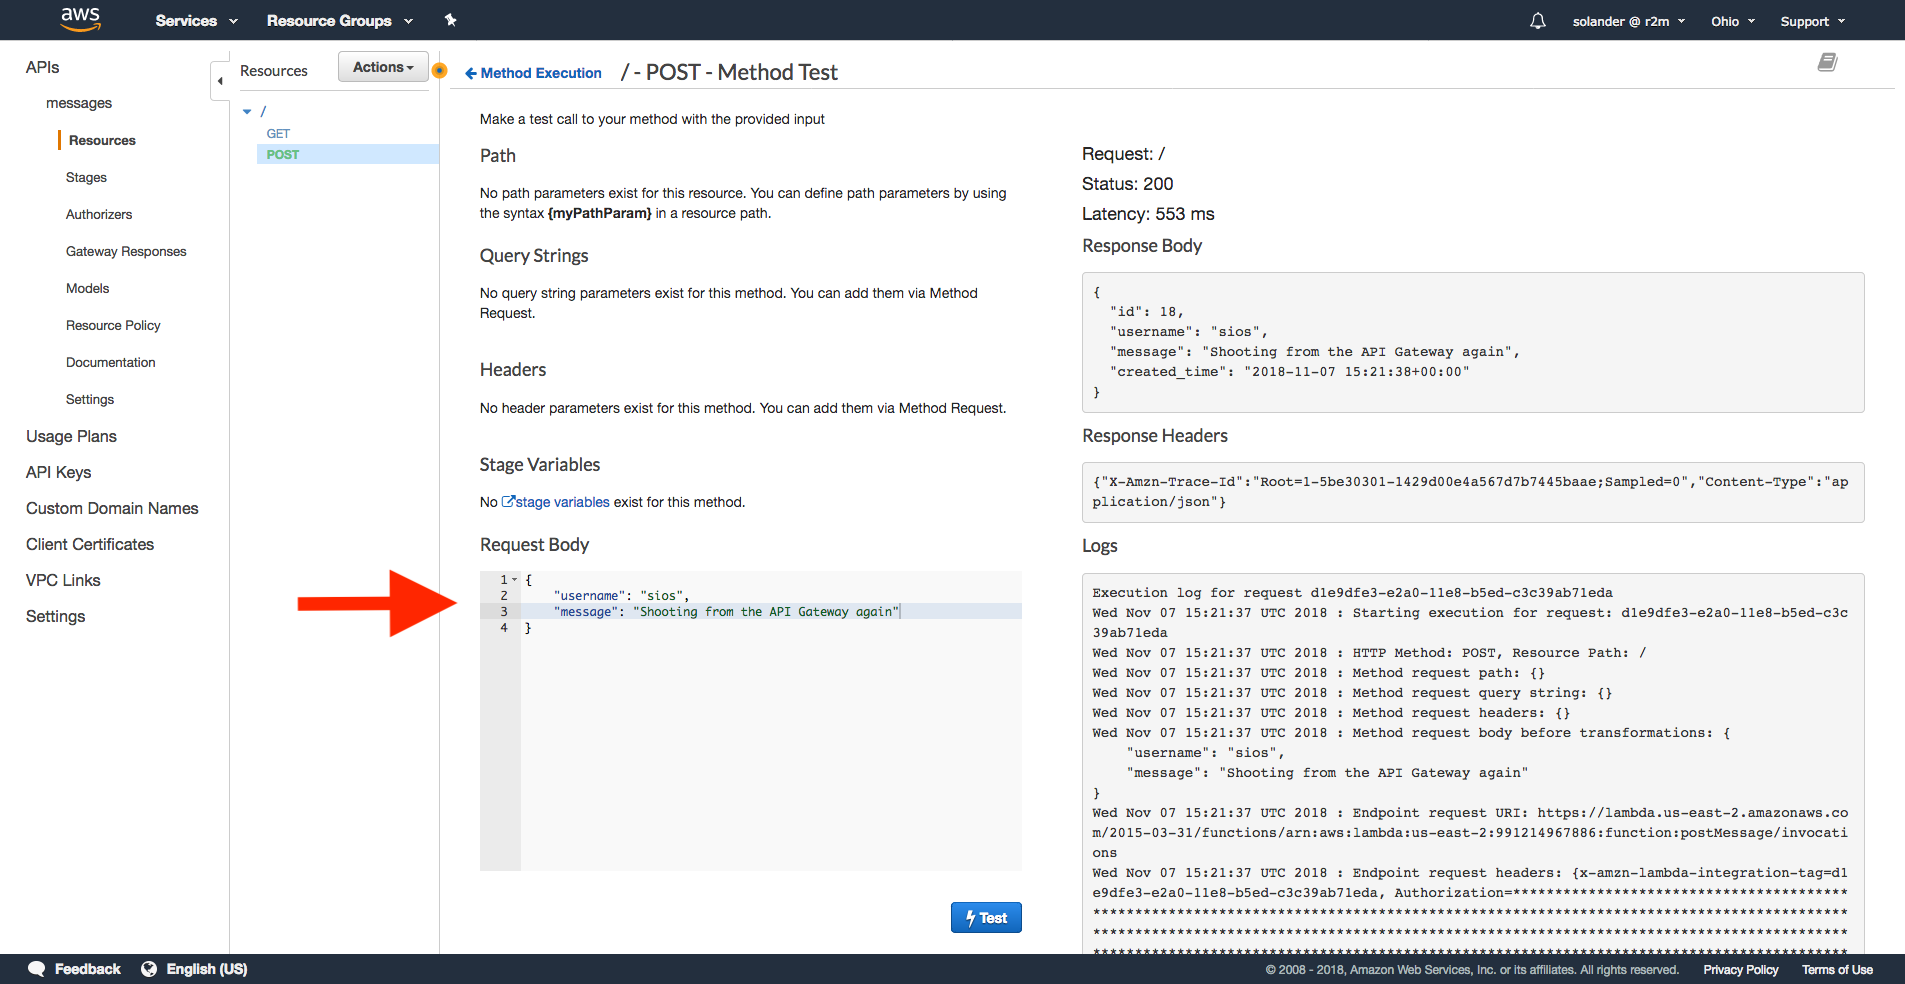 aws
Services
Resource Groups
solander @ r2m
Ohio
Support
APIs
messages
Resources
Stages
Authorizers
Gateway Responses
Models
Resource Policy
Documentation
Settings
Usage Plans
API Keys
Custom Domain Names
Client Certificates
VPC Links
Settings
Resources
Actions
/
GET
POST
Method Execution
/ - POST - Method Test
Make a test call to your method with the provided input
Path
No path parameters exist for this resource. You can define path parameters by using
the syntax {myPathParam} in a resource path.
Query Strings
No query string parameters exist for this method. You can add them via Method
Request.
Headers
No header parameters exist for this method. You can add them via Method Request.
Stage Variables
No stage variables exist for this method.
Request Body
1 {
2 "username": "sios",
3 "message": "Shooting from the API Gateway again"
4 }
Test
Request: /
Status: 200
Latency: 553 ms
Response Body
{
"id": 18,
"username": "sios",
"message": "Shooting from the API Gateway again",
"created_time": "2018-11-07 15:21:38+00:00"
}
Response Headers
{"X-Amzn-Trace-Id":"Root=1-5be30301-1429d00e4a567d7b7445baae;Sampled=0","Content-Type":"ap
plication/json"}
Logs
Execution log for request d1e9dfe3-e2a0-11e8-b5ed-c3c39ab71eda
Wed Nov 07 15:21:37 UTC 2018 : Starting execution for request: d1e9dfe3-e2a0-11e8-b5ed-c3c
39ab71eda
Wed Nov 07 15:21:37 UTC 2018 : HTTP Method: POST, Resource Path: /
Wed Nov 07 15:21:37 UTC 2018 : Method request path: {}
Wed Nov 07 15:21:37 UTC 2018 : Method request query string: {}
Wed Nov 07 15:21:37 UTC 2018 : Method request headers: {}
Wed Nov 07 15:21:37 UTC 2018 : Method request body before transformations: {
"username": "sios",
"message": "Shooting from the API Gateway again"
}
Wed Nov 07 15:21:37 UTC 2018 : Endpoint request URI: https://lambda.us-east-2.amazonaws.co
m/2015-03-31/functions/arn:aws:lambda:us-east-2:991214967886:function:postMessage/invocati
ons
Wed Nov 07 15:21:37 UTC 2018 : Endpoint request headers: {x-amzn-lambda-integration-tag=d1
e9dfe3-e2a0-11e8-b5ed-c3c39ab71eda, Authorization=****************************************
******************************************************************************************
******************************************************************************************
******************************************************************************************
Feedback
English (US)
© 2008 - 2018, Amazon Web Services, Inc. or its affiliates. All rights reserved.
Privacy Policy
Terms of Use